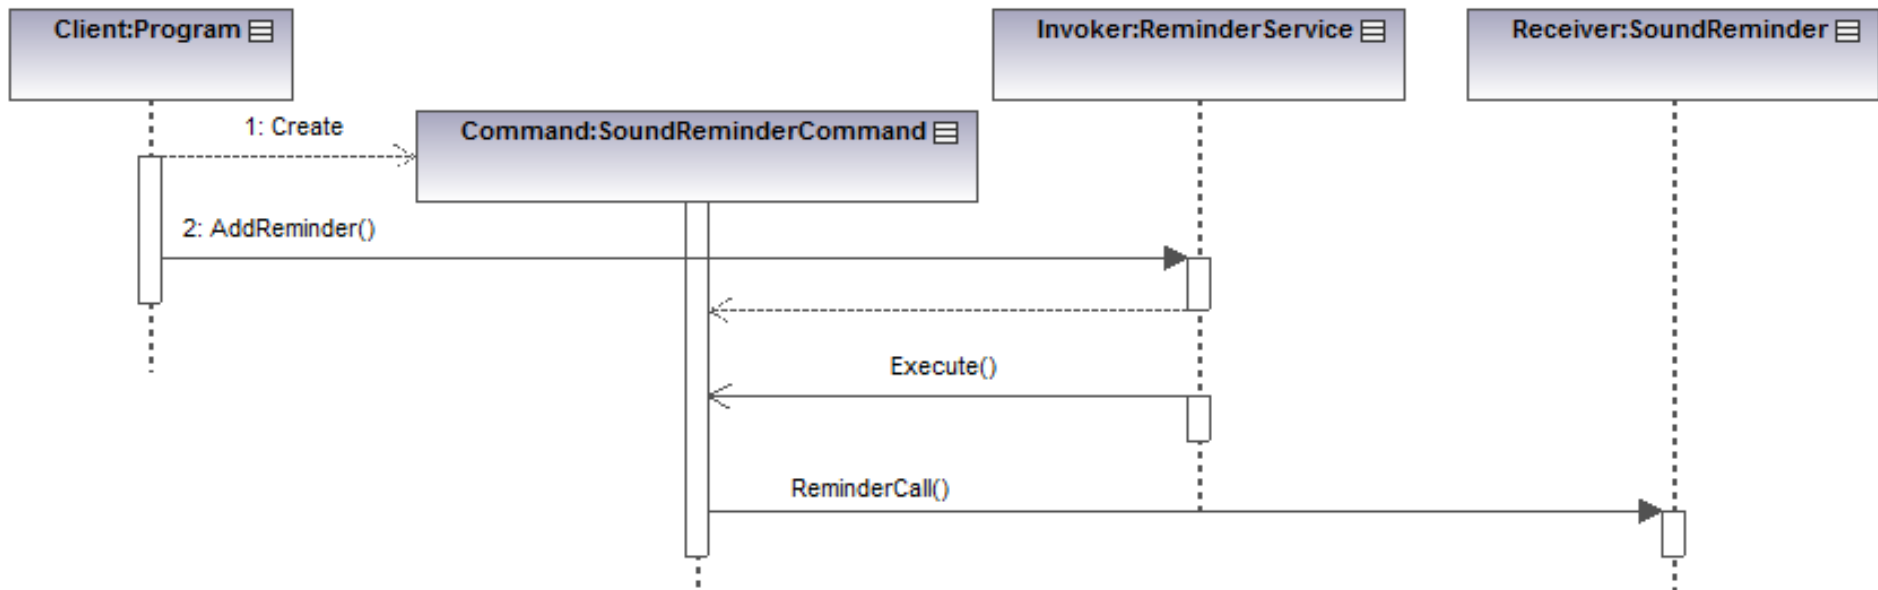 Client:Program
Invoker:ReminderService
Receiver:SoundReminder
1: Create
Command:SoundReminderCommand
2: AddReminder()
Execute()
ReminderCall()